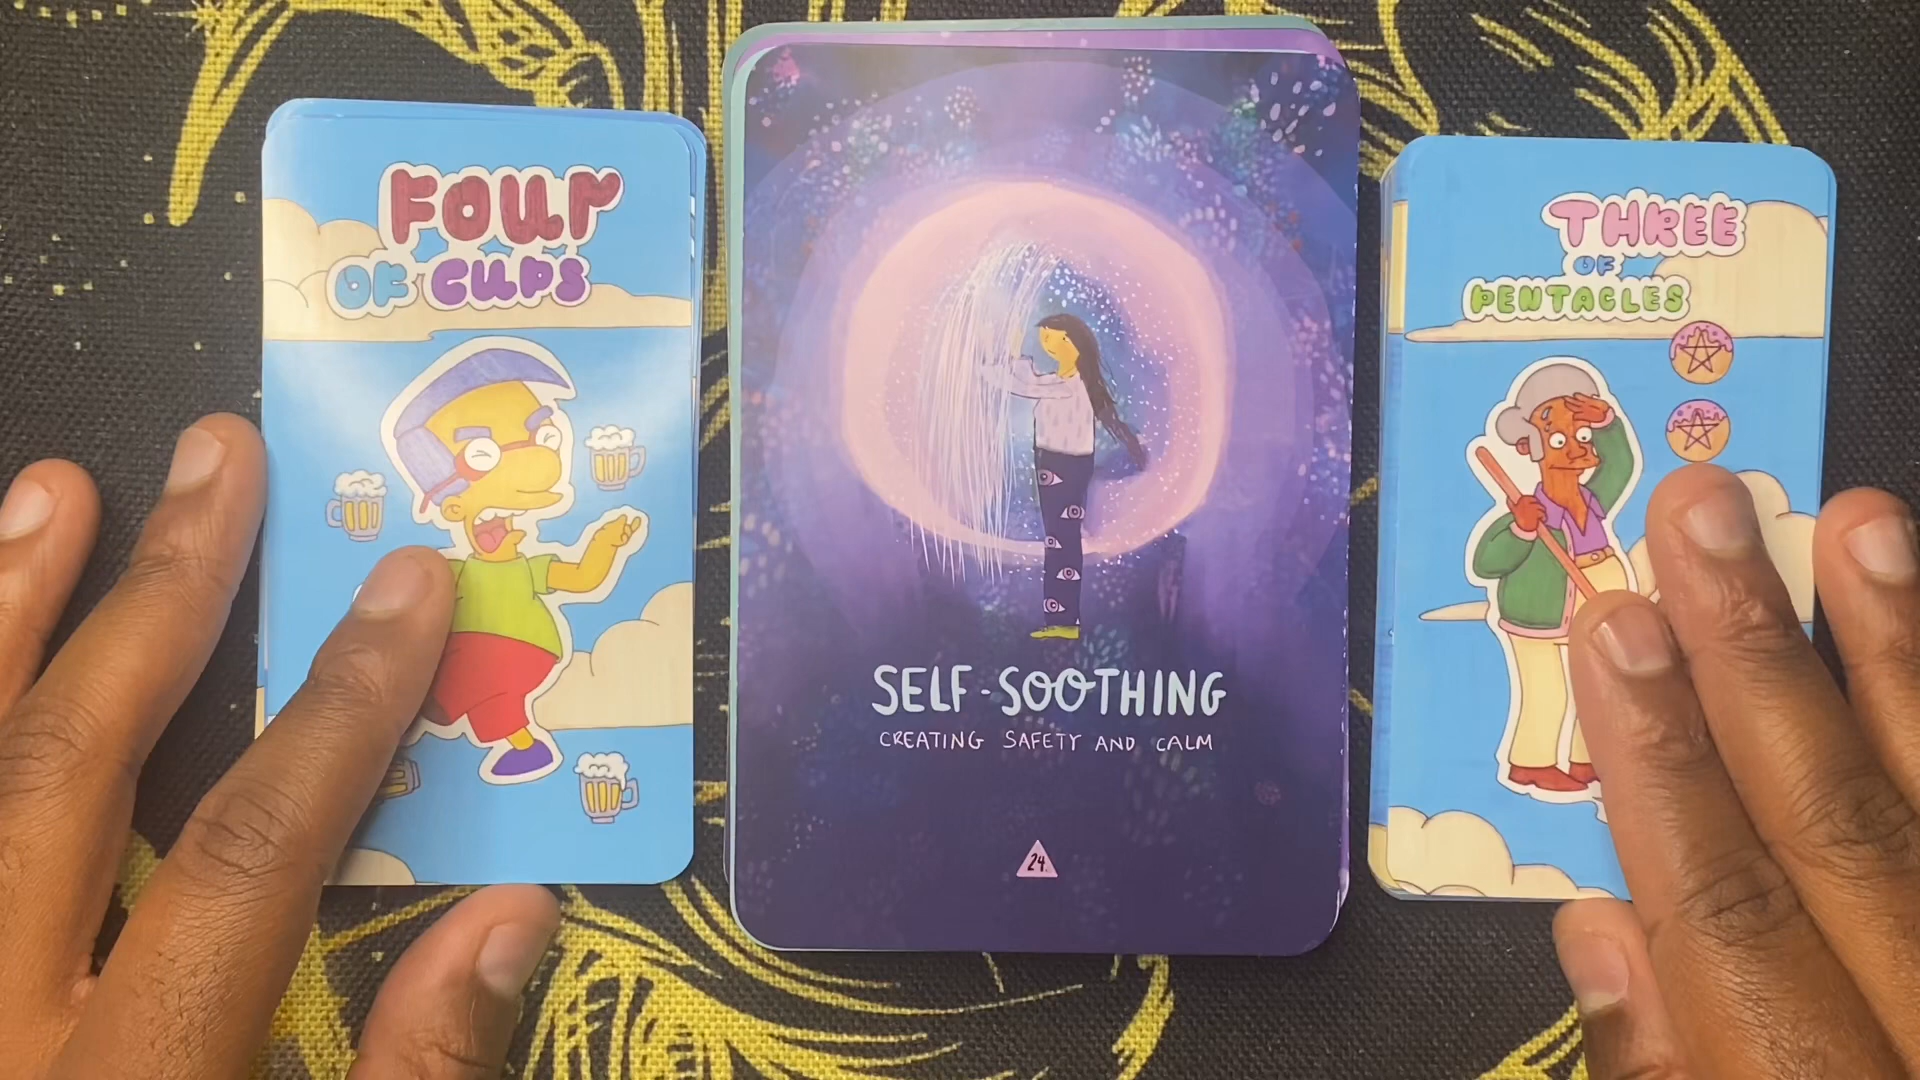 FOUR
OF CUPS
SELF-SOOTHING
CREATING SAFETY AND CALM
24
THREE
OF
PENTACLES